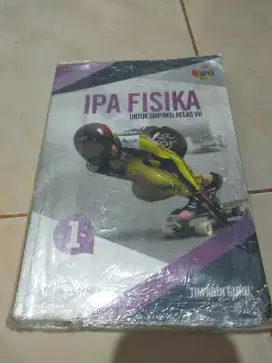 IPA FISIKA
UNTUK SMP/MTs KELAS VII
1
TIM ABDI GURU